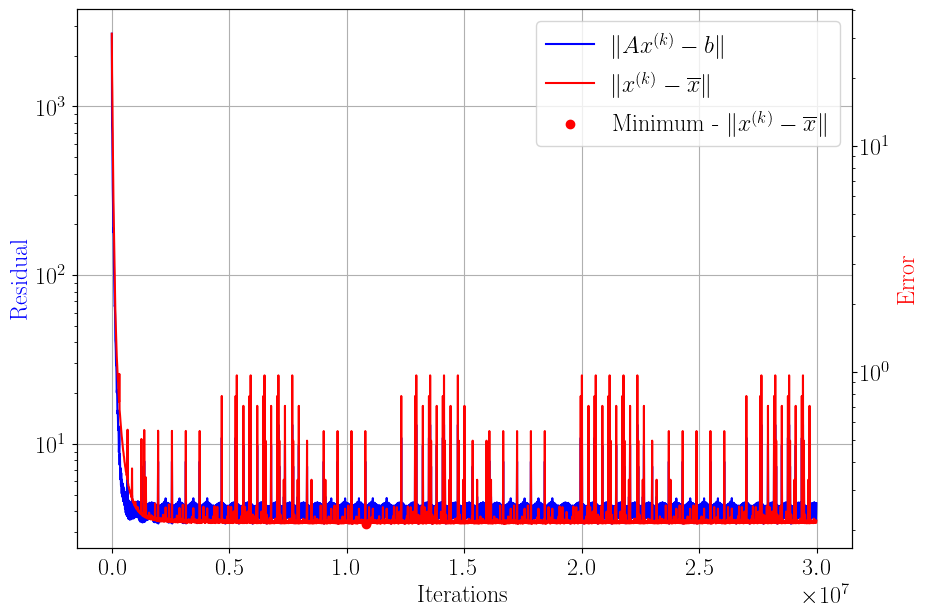 ‖Ax^(k) − b‖
‖x^(k) − x̅‖
Minimum - ‖x^(k) − x̅‖
10^3
10^2
10^1
Residual
10^1
10^0
Error
0.0 0.5 1.0 1.5 2.0 2.5 3.0
Iterations
×10^7